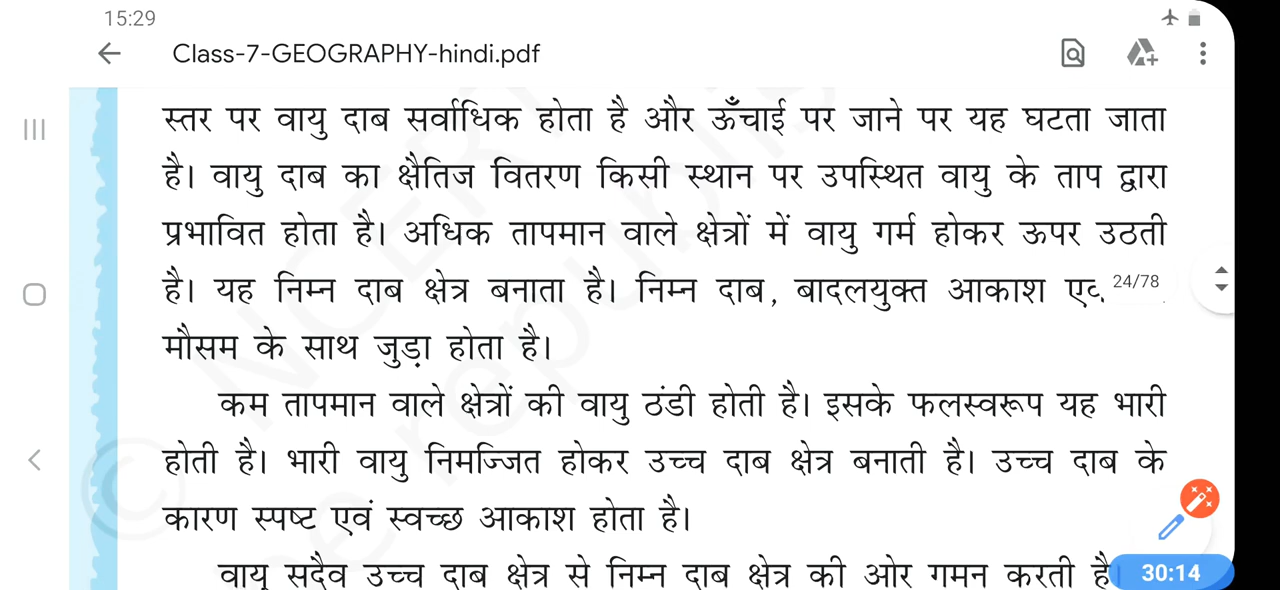 15:29
Class-7-GEOGRAPHY-hindi.pdf
स्तर पर वायु दाब सर्वाधिक होता है और ऊँचाई पर जाने पर यह घटता जाता
है। वायु दाब का क्षैतिज वितरण किसी स्थान पर उपस्थित वायु के ताप द्वारा
प्रभावित होता है। अधिक तापमान वाले क्षेत्रों में वायु गर्म होकर ऊपर उठती
है। यह निम्न दाब क्षेत्र बनाता है। निम्न दाब, बादलयुक्त आकाश
24/78
मौसम के साथ जुड़ा होता है।
कम तापमान वाले क्षेत्रों की वायु ठंडी होती है। इसके फलस्वरूप यह भारी
होती है। भारी वायु निमज्जित होकर उच्च दाब क्षेत्र बनाती है। उच्च दाब के
कारण स्पष्ट एवं स्वच्छ आकाश होता है।
वायु सदैव उच्च दाब क्षेत्र से निम्न दाब क्षेत्र की ओर गमन करती है
30:14